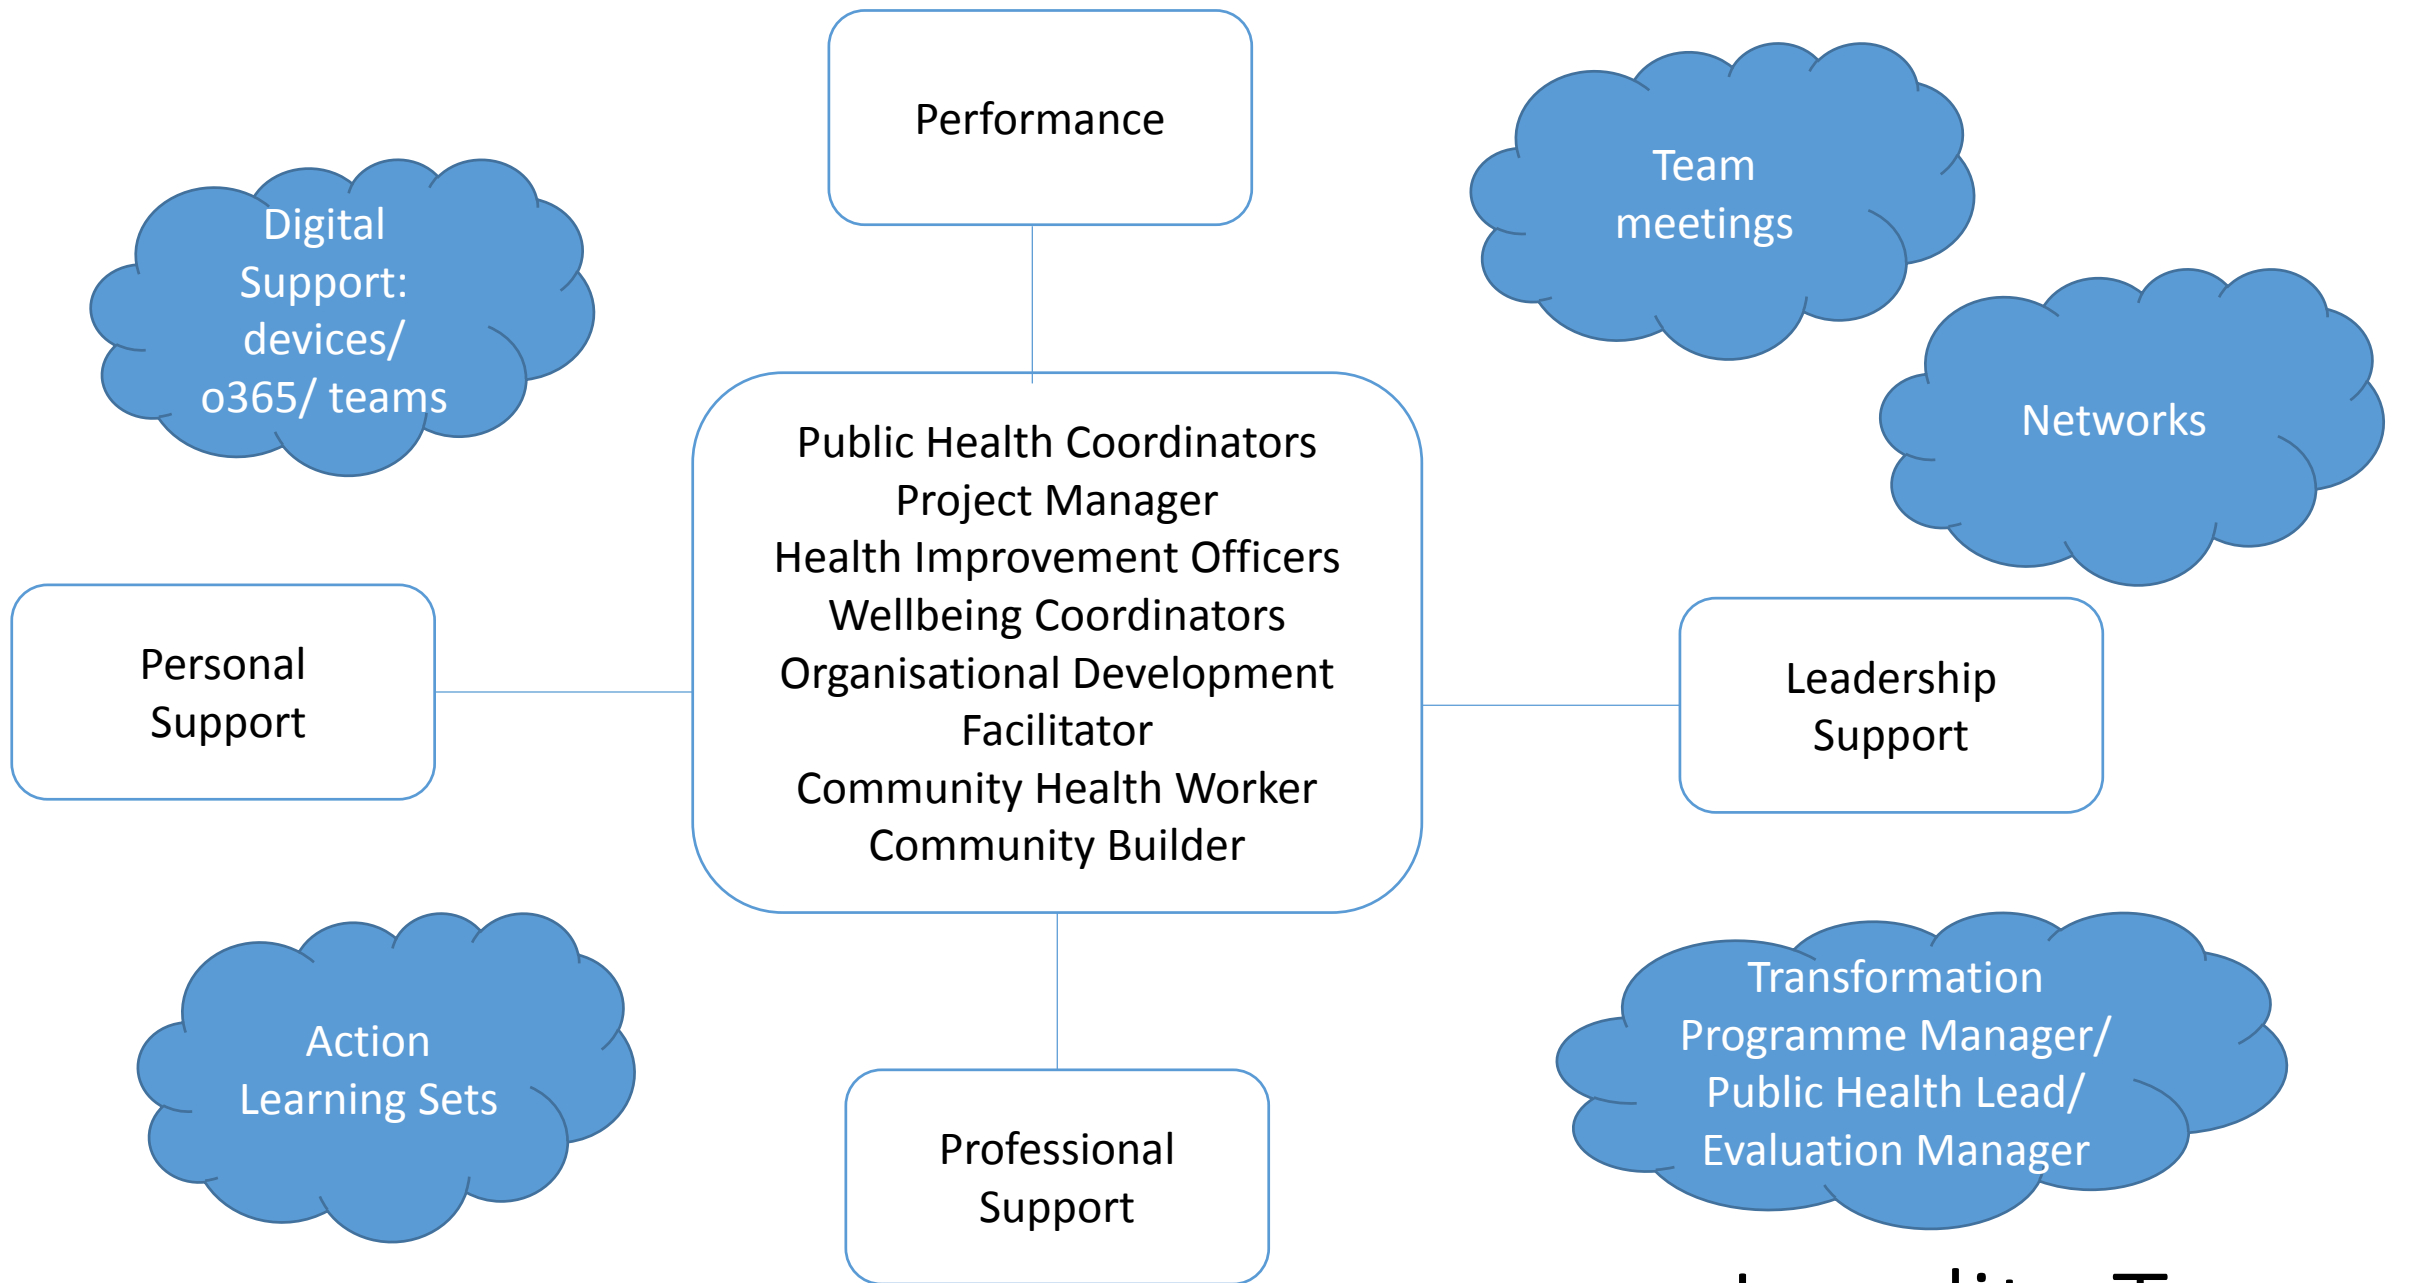 Performance
Team
meetings
Digital
Support:
devices/
o365/ teams
Networks
Public Health Coordinators
Project Manager
Health Improvement Officers
Wellbeing Coordinators
Organisational Development
Facilitator
Community Health Worker
Community Builder
Personal
Support
Leadership
Support
Action
Learning Sets
Transformation
Programme Manager/
Public Health Lead/
Evaluation Manager
Professional
Support